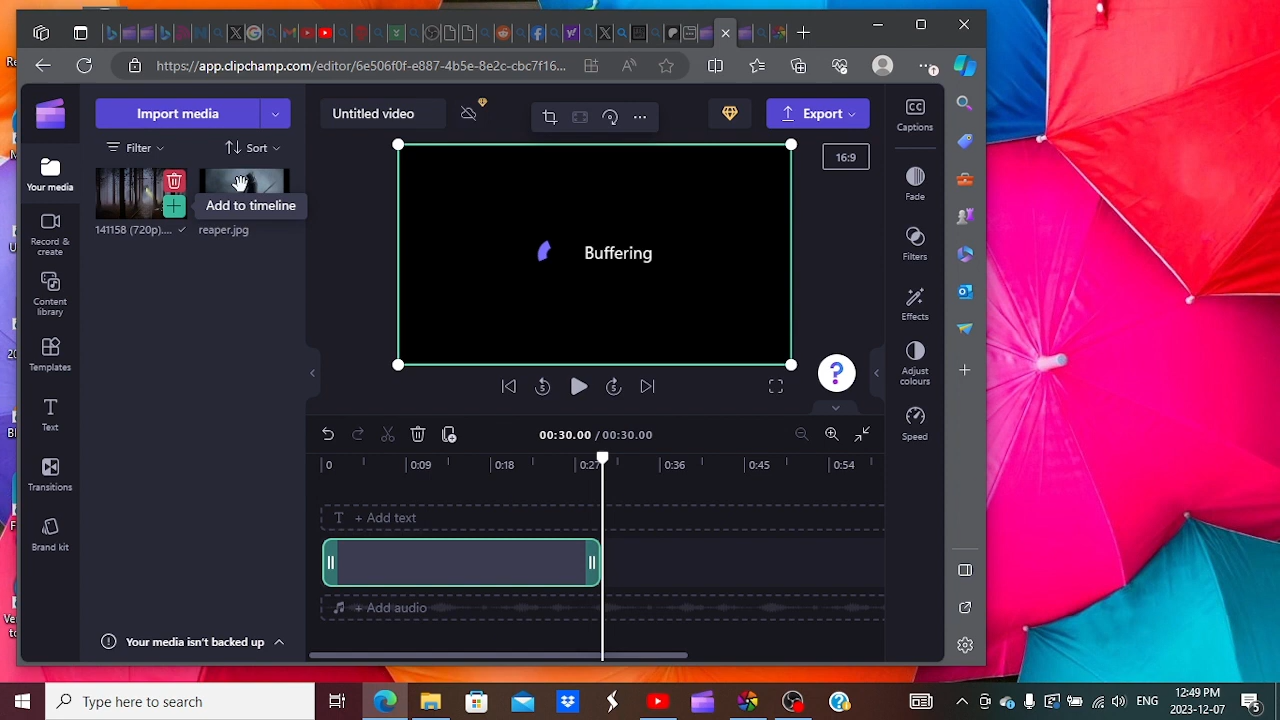 https://app.clipchamp.com/editor/6e506f0f-e887-4b5e-8e2c-cbc7f16...
Import media
Untitled video
Export
Captions
Filter
Sort
16:9
Your media
Add to timeline
141158 (720p)....
reaper.jpg
Fade
Record &
create
Buffering
Filters
Content
library
Effects
Templates
Adjust
colours
Text
Speed
00:30.00 / 00:30.00
0
0:09
0:18
0:27
0:36
0:45
0:54
Transitions
T + Add text
Brand kit
+ Add audio
Your media isn't backed up
Type here to search
ENG
12:49 PM
2023-12-07
5